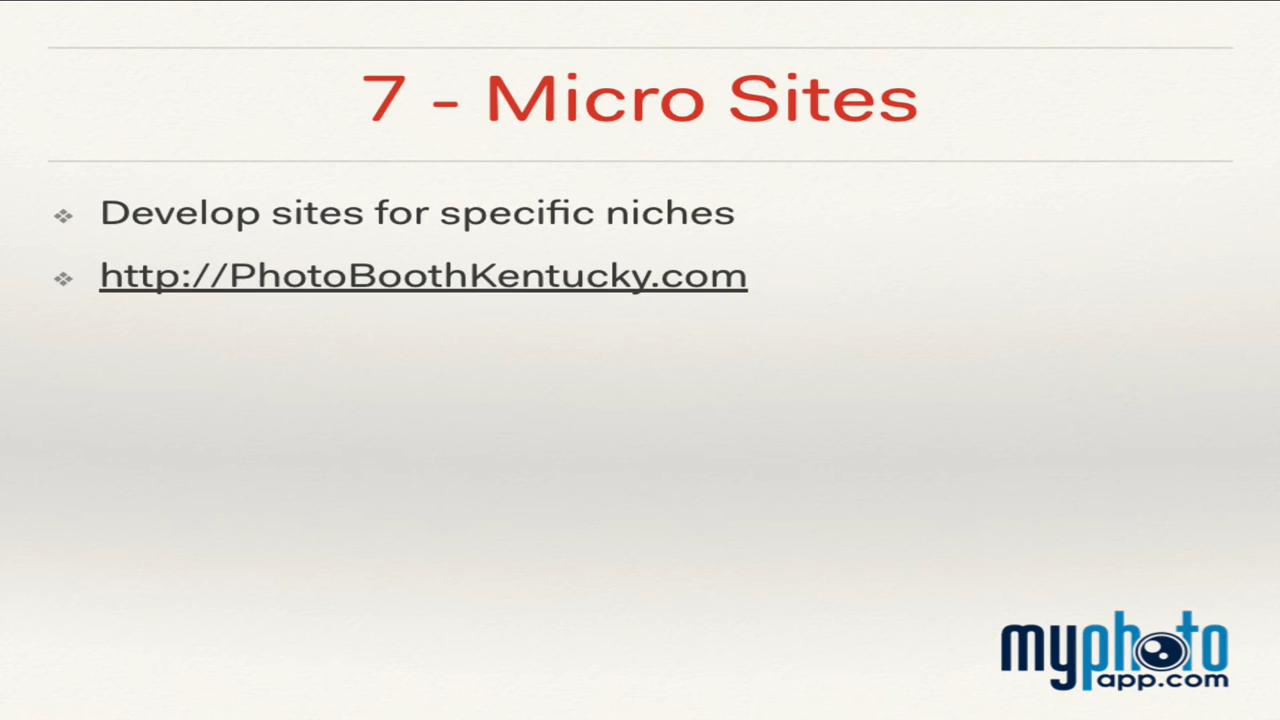 7 - Micro Sites
Develop sites for specific niches
http://PhotoBoothKentucky.com
myphoto
app.com